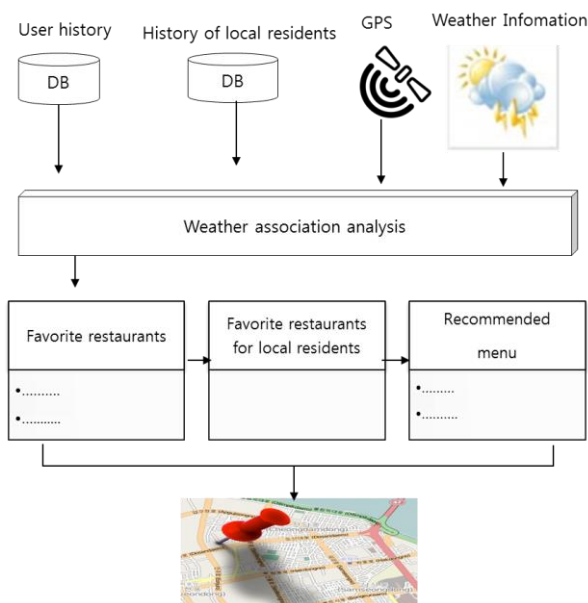 User history
History of local residents
GPS
Weather Infomation
DB
DB
Weather association analysis
Favorite restaurants
Favorite restaurants
for local residents
Recommended
menu
•..........
•...........
•.........
•..........